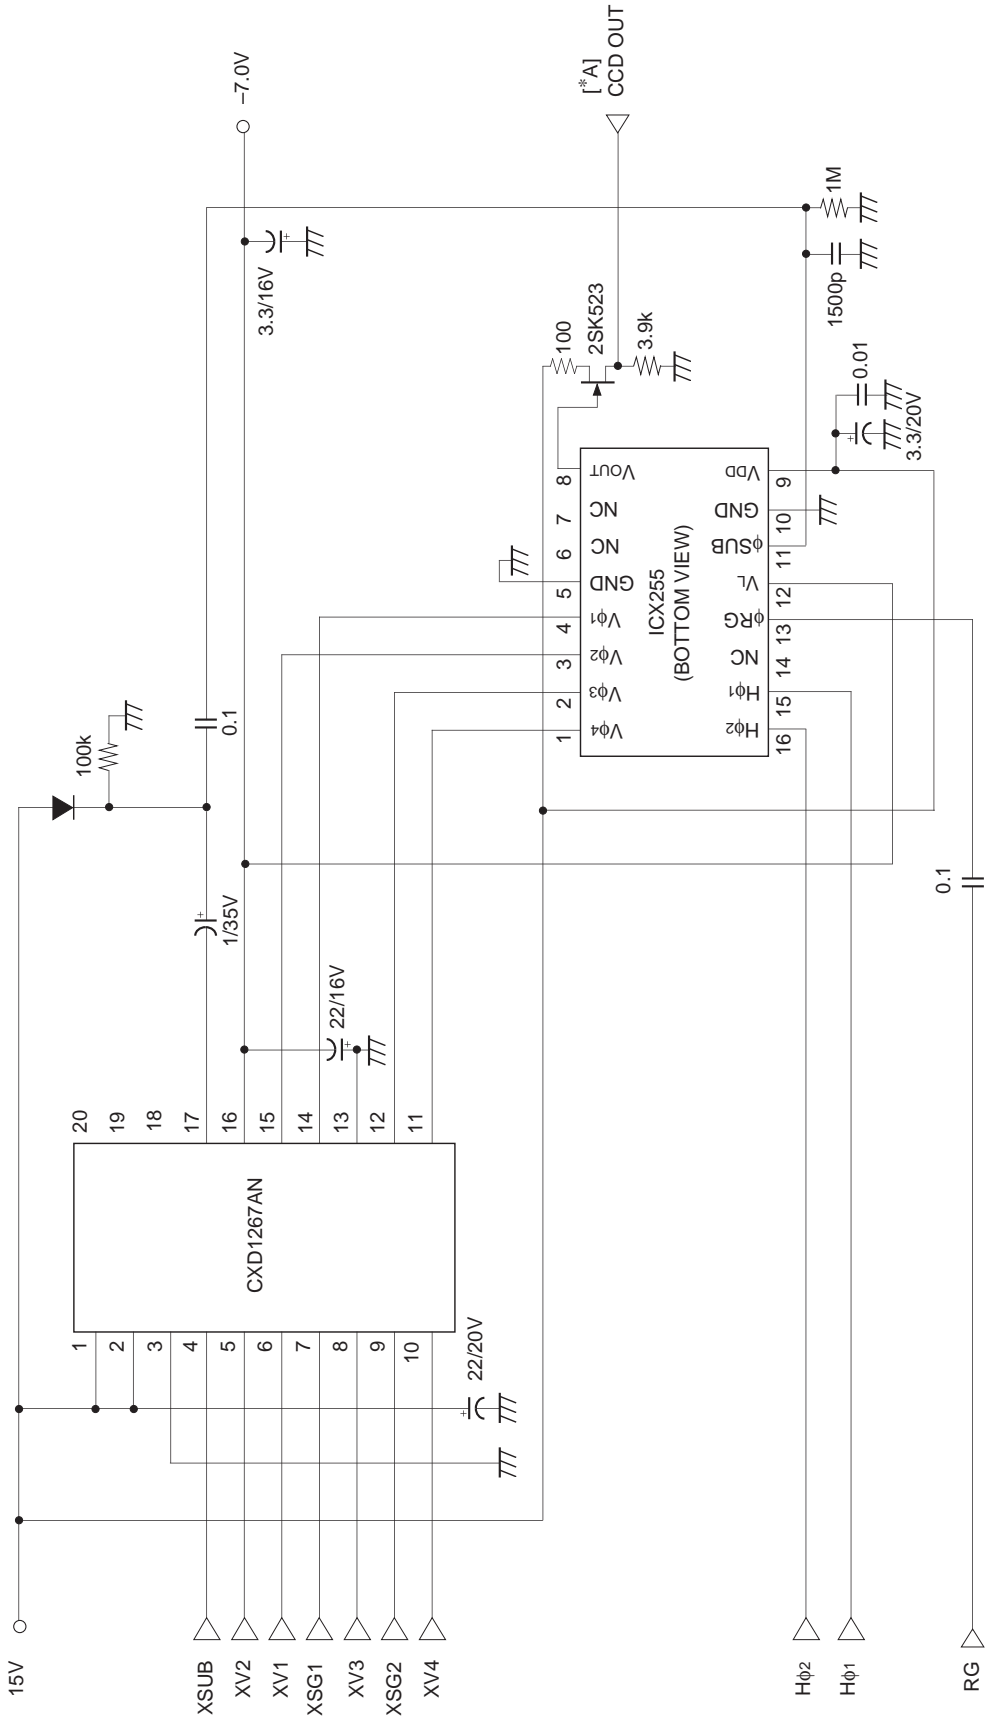 15V
XSUB
XV2
XV1
XSG1
XV3
XSG2
XV4
Hϕ2
Hϕ1
RG
22/20V
1
2
3
4
5
6
7
8
9
10
CXD1267AN
20
19
18
17
16
15
14
13
12
11
22/16V
+
1/35V
+
100k
0.1
3.3/16V
+
–7.0V
0.1
1
2
3
4
5
6
7
8
Vϕ4
Vϕ3
Vϕ2
Vϕ1
GND
NC
NC
VOUT
ICX255
(BOTTOM VIEW)
Hϕ2
Hϕ1
NC
ϕRG
VL
ϕSUB
GND
VDD
16
15
14
13
12
11
10
9
100
2SK523
3.9k
[*A]
CCD OUT
+
3.3/20V
0.01
1500p
1M
+